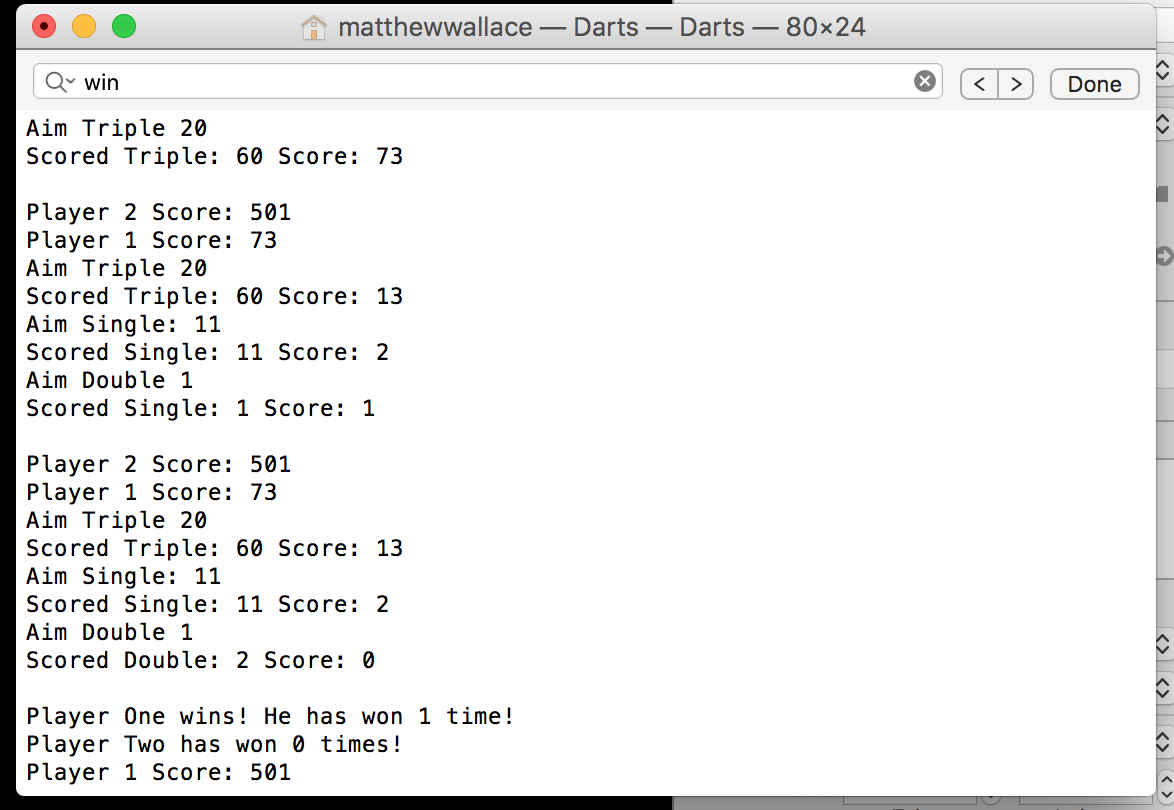 matthewwallace — Darts — Darts — 80×24
win
< > Done
Aim Triple 20
Scored Triple: 60 Score: 73
Player 2 Score: 501
Player 1 Score: 73
Aim Triple 20
Scored Triple: 60 Score: 13
Aim Single: 11
Scored Single: 11 Score: 2
Aim Double 1
Scored Single: 1 Score: 1
Player 2 Score: 501
Player 1 Score: 73
Aim Triple 20
Scored Triple: 60 Score: 13
Aim Single: 11
Scored Single: 11 Score: 2
Aim Double 1
Scored Double: 2 Score: 0
Player One wins! He has won 1 time!
Player Two has won 0 times!
Player 1 Score: 501